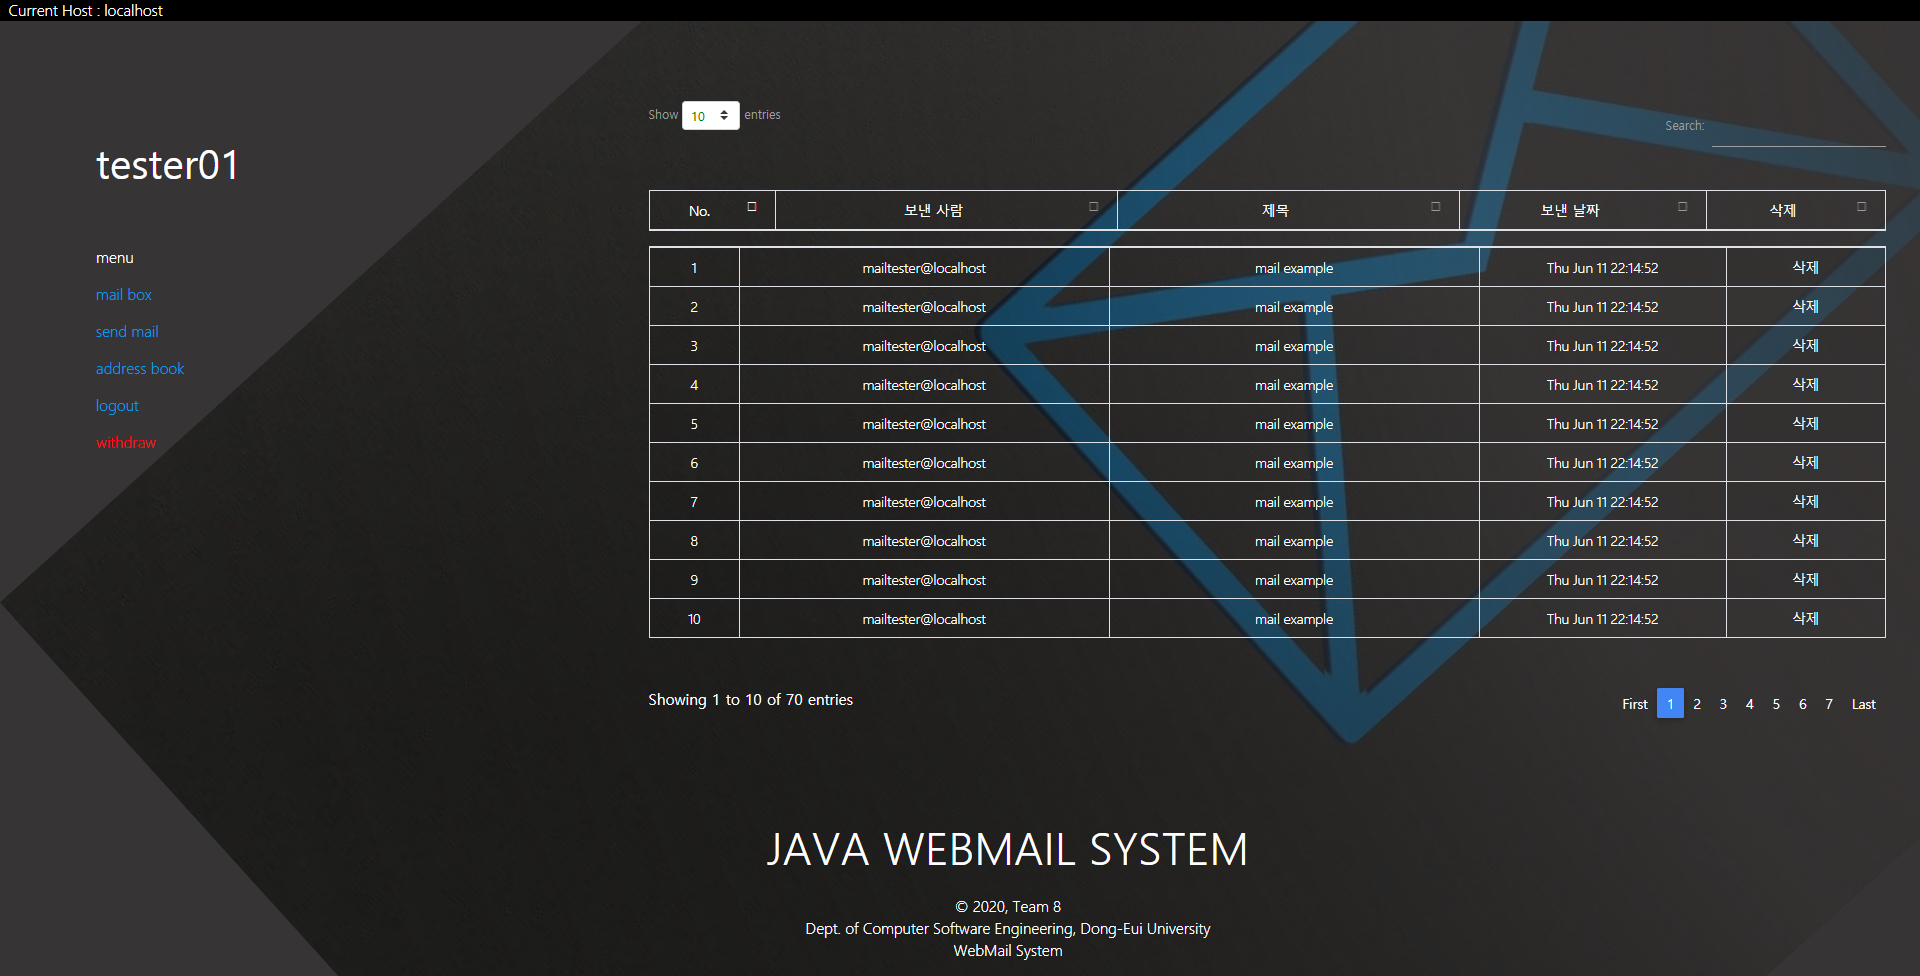 Current Host : localhost
tester01
menu
mail box
send mail
address book
logout
withdraw
Show 10 entries
Search:
No. 보낸 사람 제목 보낸 날짜 삭제
1 mailtester@localhost mail example Thu Jun 11 22:14:52 삭제
2 mailtester@localhost mail example Thu Jun 11 22:14:52 삭제
3 mailtester@localhost mail example Thu Jun 11 22:14:52 삭제
4 mailtester@localhost mail example Thu Jun 11 22:14:52 삭제
5 mailtester@localhost mail example Thu Jun 11 22:14:52 삭제
6 mailtester@localhost mail example Thu Jun 11 22:14:52 삭제
7 mailtester@localhost mail example Thu Jun 11 22:14:52 삭제
8 mailtester@localhost mail example Thu Jun 11 22:14:52 삭제
9 mailtester@localhost mail example Thu Jun 11 22:14:52 삭제
10 mailtester@localhost mail example Thu Jun 11 22:14:52 삭제
Showing 1 to 10 of 70 entries
First 1 2 3 4 5 6 7 Last
JAVA WEBMAIL SYSTEM
© 2020, Team 8
Dept. of Computer Software Engineering, Dong-Eui University
WebMail System